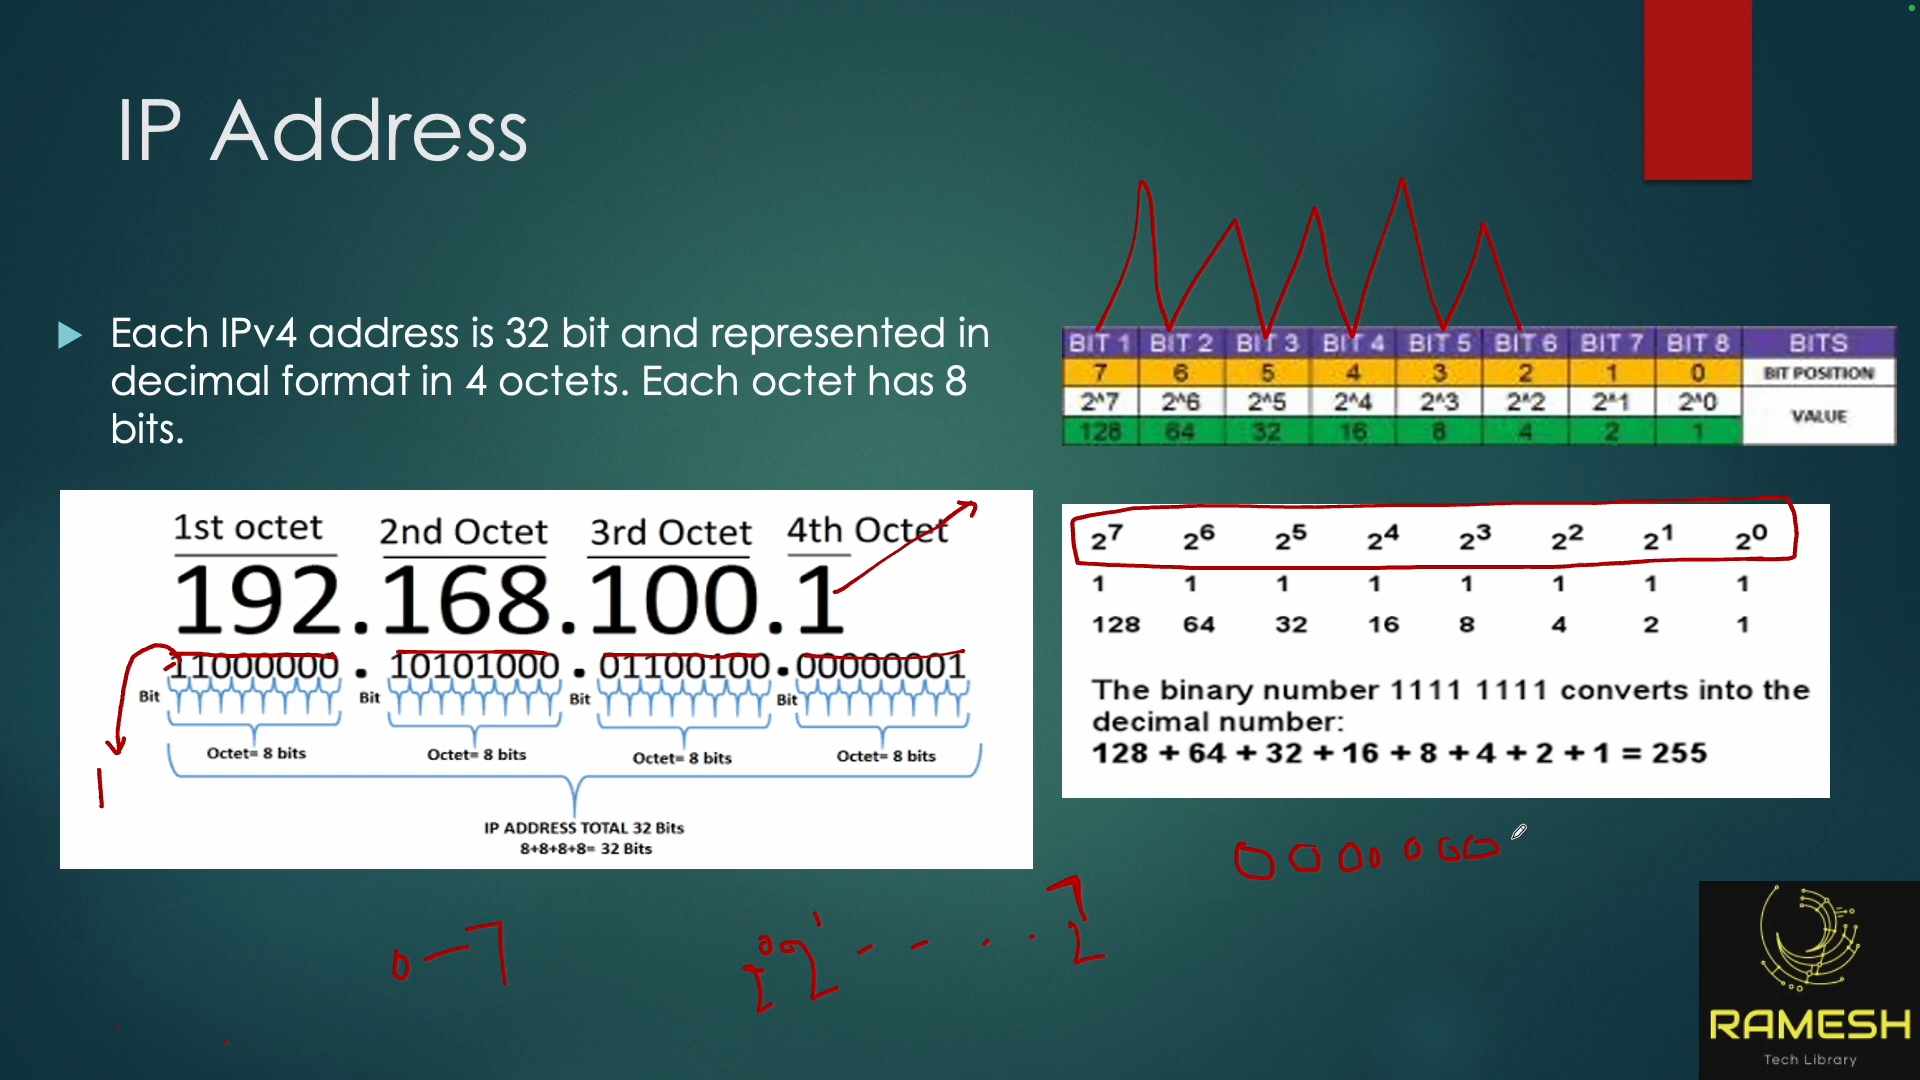 IP Address
Each IPv4 address is 32 bit and represented in
decimal format in 4 octets. Each octet has 8
bits.
BIT 1 BIT 2 BIT 3 BIT 4 BIT 5 BIT 6 BIT 7 BIT 8 BITS
7 6 5 4 3 2 1 0 BIT POSITION
2^7 2^6 2^5 2^4 2^3 2^2 2^1 2^0 VALUE
128 64 32 16 8 4 2 1
1st octet 2nd Octet 3rd Octet 4th Octet
192.168.100.1
11000000 . 10101000 . 01100100 . 00000001
Bit Bit Bit Bit
Octet= 8 bits Octet= 8 bits Octet= 8 bits Octet= 8 bits
1
IP ADDRESS TOTAL 32 Bits
8+8+8+8= 32 Bits
2⁷ 2⁶ 2⁵ 2⁴ 2³ 2² 2¹ 2⁰
1 1 1 1 1 1 1 1
128 64 32 16 8 4 2 1
The binary number 1111 1111 converts into the
decimal number:
128 + 64 + 32 + 16 + 8 + 4 + 2 + 1 = 255
0 0 0 0 0 0 0
0 - 7
2⁰ 2¹ - - . . . 2⁷
RAMESH
Tech Library